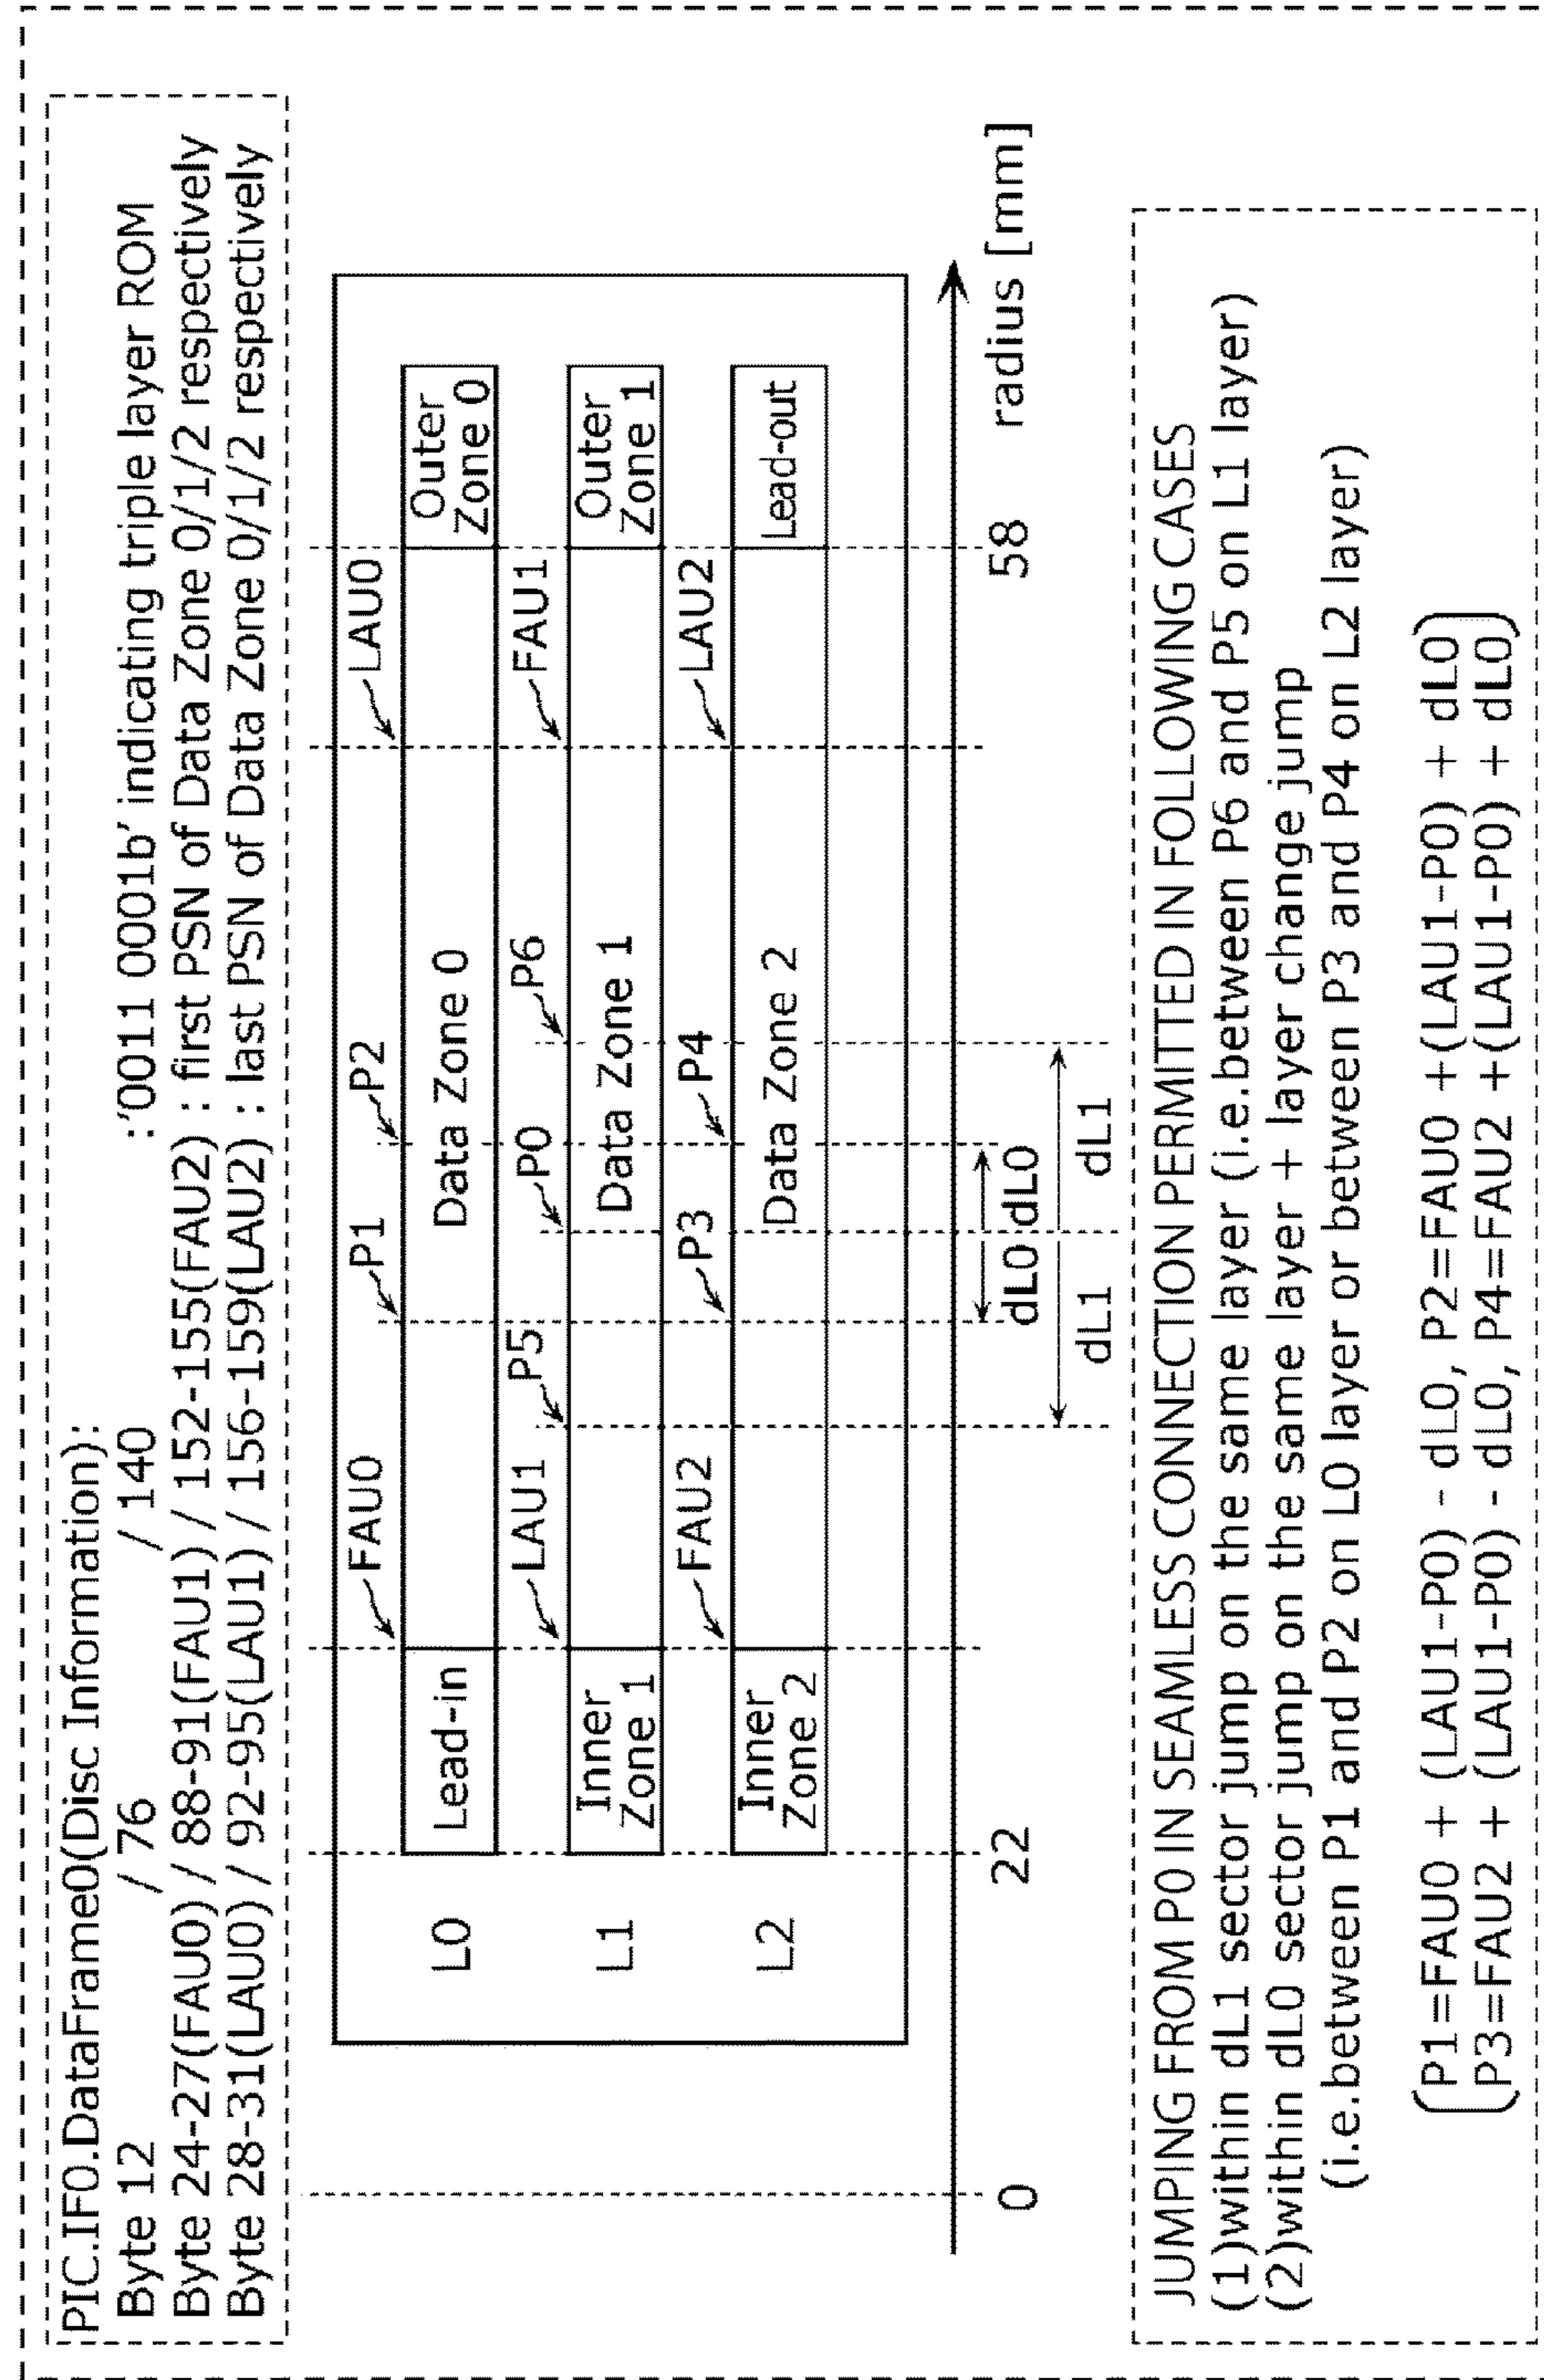 PIC.IF0.DataFrame0(Disc Information):
Byte 12 / 76 / 140 :'0011 0001b' indicating triple layer ROM
Byte 24-27(FAU0) / 88-91(FAU1) / 152-155(FAU2) : first PSN of Data Zone 0/1/2 respectively
Byte 28-31(LAU0) / 92-95(LAU1) / 156-159(LAU2) : last PSN of Data Zone 0/1/2 respectively
FAU0 P1 P2 LAU0
L0 Lead-in Data Zone 0 Outer
Zone 0
LAU1 P5 P0 P6 FAU1
L1 Inner
Zone 1 Data Zone 1 Outer
Zone 1
FAU2 P3 P4 LAU2
L2 Inner
Zone 2 Data Zone 2 Lead-out
0 22 58 radius [mm]
dL0 dL0
dL1 dL1
JUMPING FROM P0 IN SEAMLESS CONNECTION PERMITTED IN FOLLOWING CASES
(1)within dL1 sector jump on the same layer (i.e.between P6 and P5 on L1 layer)
(2)within dL0 sector jump on the same layer + layer change jump
(i.e.between P1 and P2 on L0 layer or between P3 and P4 on L2 layer)
(P1=FAU0 + (LAU1-P0) - dL0, P2=FAU0 +(LAU1-P0) + dL0)
(P3=FAU2 + (LAU1-P0) - dL0, P4=FAU2 +(LAU1-P0) + dL0)